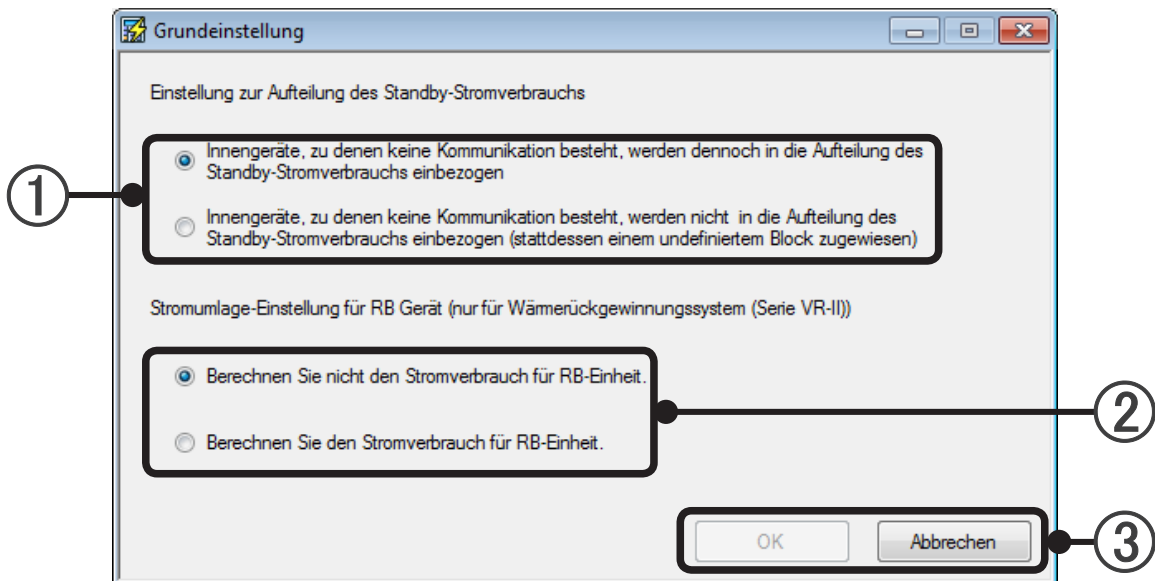 Grundeinstellung
Einstellung zur Aufteilung des Standby-Stromverbrauchs
① Innengeräte, zu denen keine Kommunikation besteht, werden dennoch in die Aufteilung des
Standby-Stromverbrauchs einbezogen
Innengeräte, zu denen keine Kommunikation besteht, werden nicht in die Aufteilung des
Standby-Stromverbrauchs einbezogen (stattdessen einem undefiniertem Block zugewiesen)
Stromumlage-Einstellung für RB Gerät (nur für Wärmerückgewinnungssystem (Serie VR-II))
Berechnen Sie nicht den Stromverbrauch für RB-Einheit.
②
Berechnen Sie den Stromverbrauch für RB-Einheit.
OK Abbrechen ③